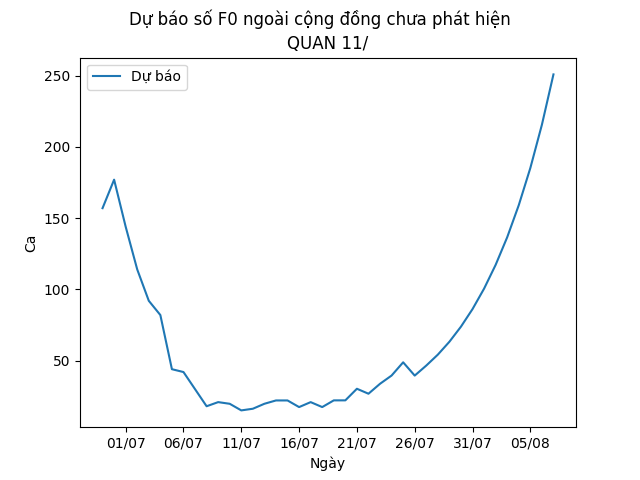 Dự báo số F0 ngoài cộng đồng chưa phát hiện
QUAN 11/
Dự báo
250
200
150
100
50
Ca
01/07 06/07 11/07 16/07 21/07 26/07 31/07 05/08
Ngày